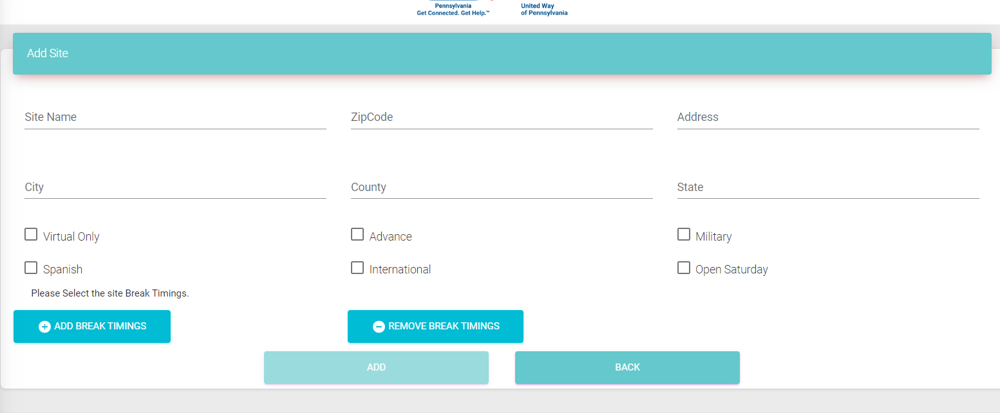 Pennsylvania
Get Connected. Get Help.™
United Way
of Pennsylvania
Add Site
Site Name
ZipCode
Address
City
County
State
Virtual Only
Advance
Military
Spanish
International
Open Saturday
Please Select the site Break Timings.
ADD BREAK TIMINGS
REMOVE BREAK TIMINGS
ADD
BACK